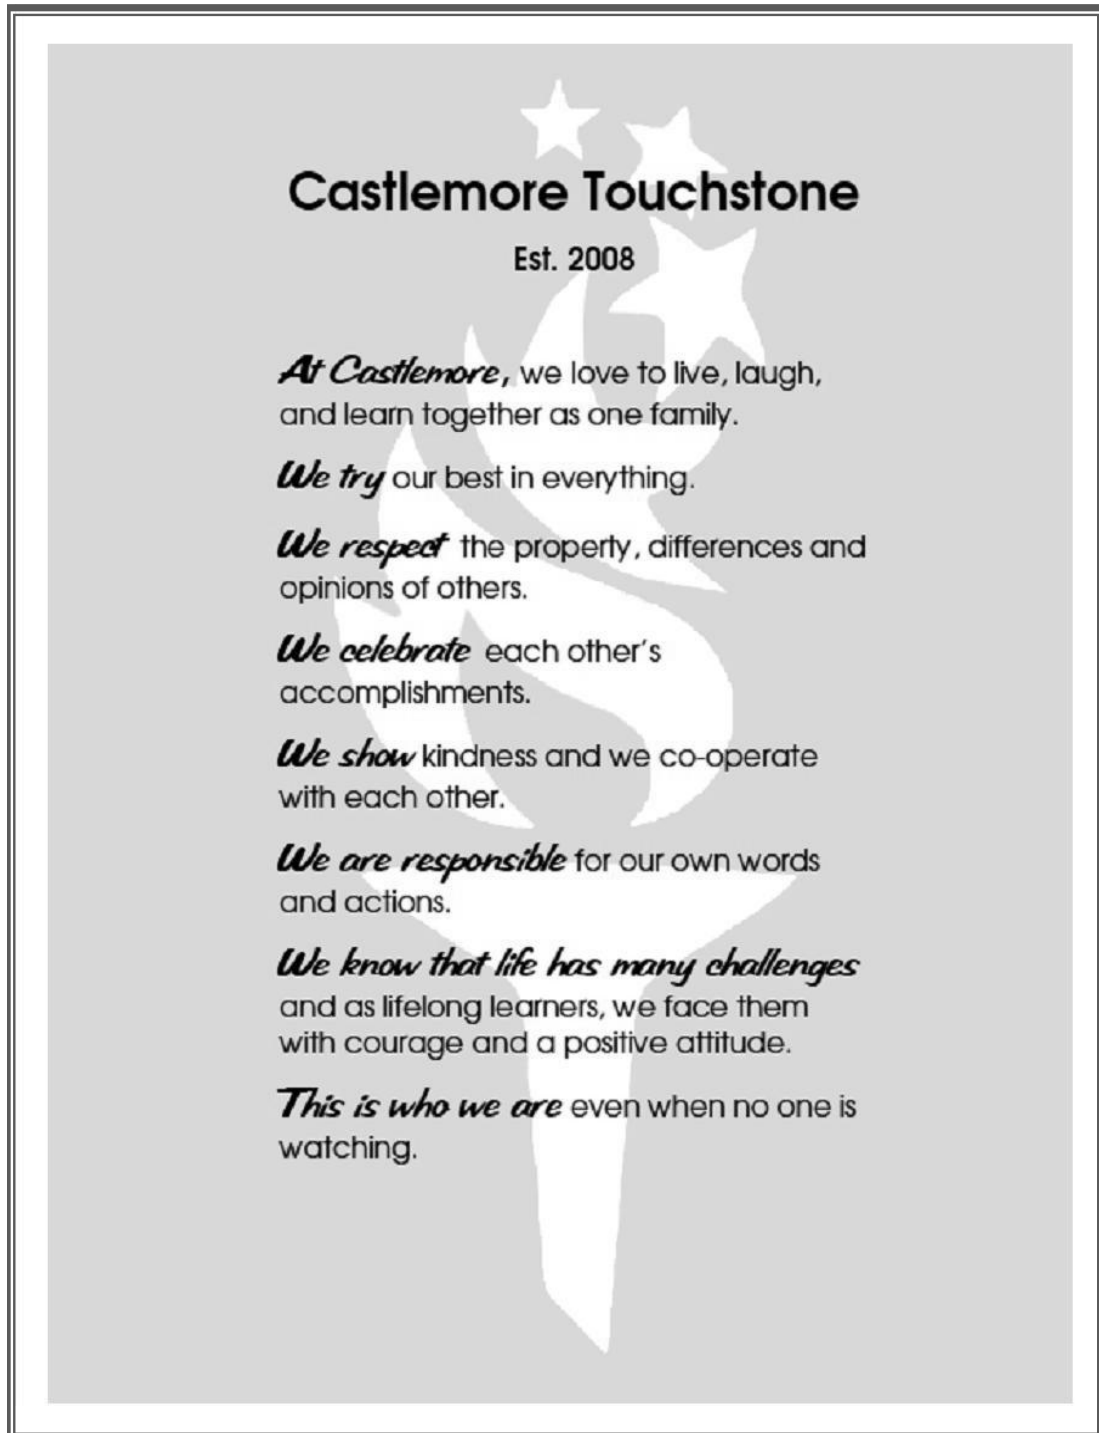 Castlemore Touchstone
Est. 2008
At Castlemore, we love to live, laugh,
and learn together as one family.
We try our best in everything.
We respect the property, differences and
opinions of others.
We celebrate each other's
accomplishments.
We show kindness and we co-operate
with each other.
We are responsible for our own words
and actions.
We know that life has many challenges
and as lifelong learners, we face them
with courage and a positive attitude.
This is who we are even when no one is
watching.